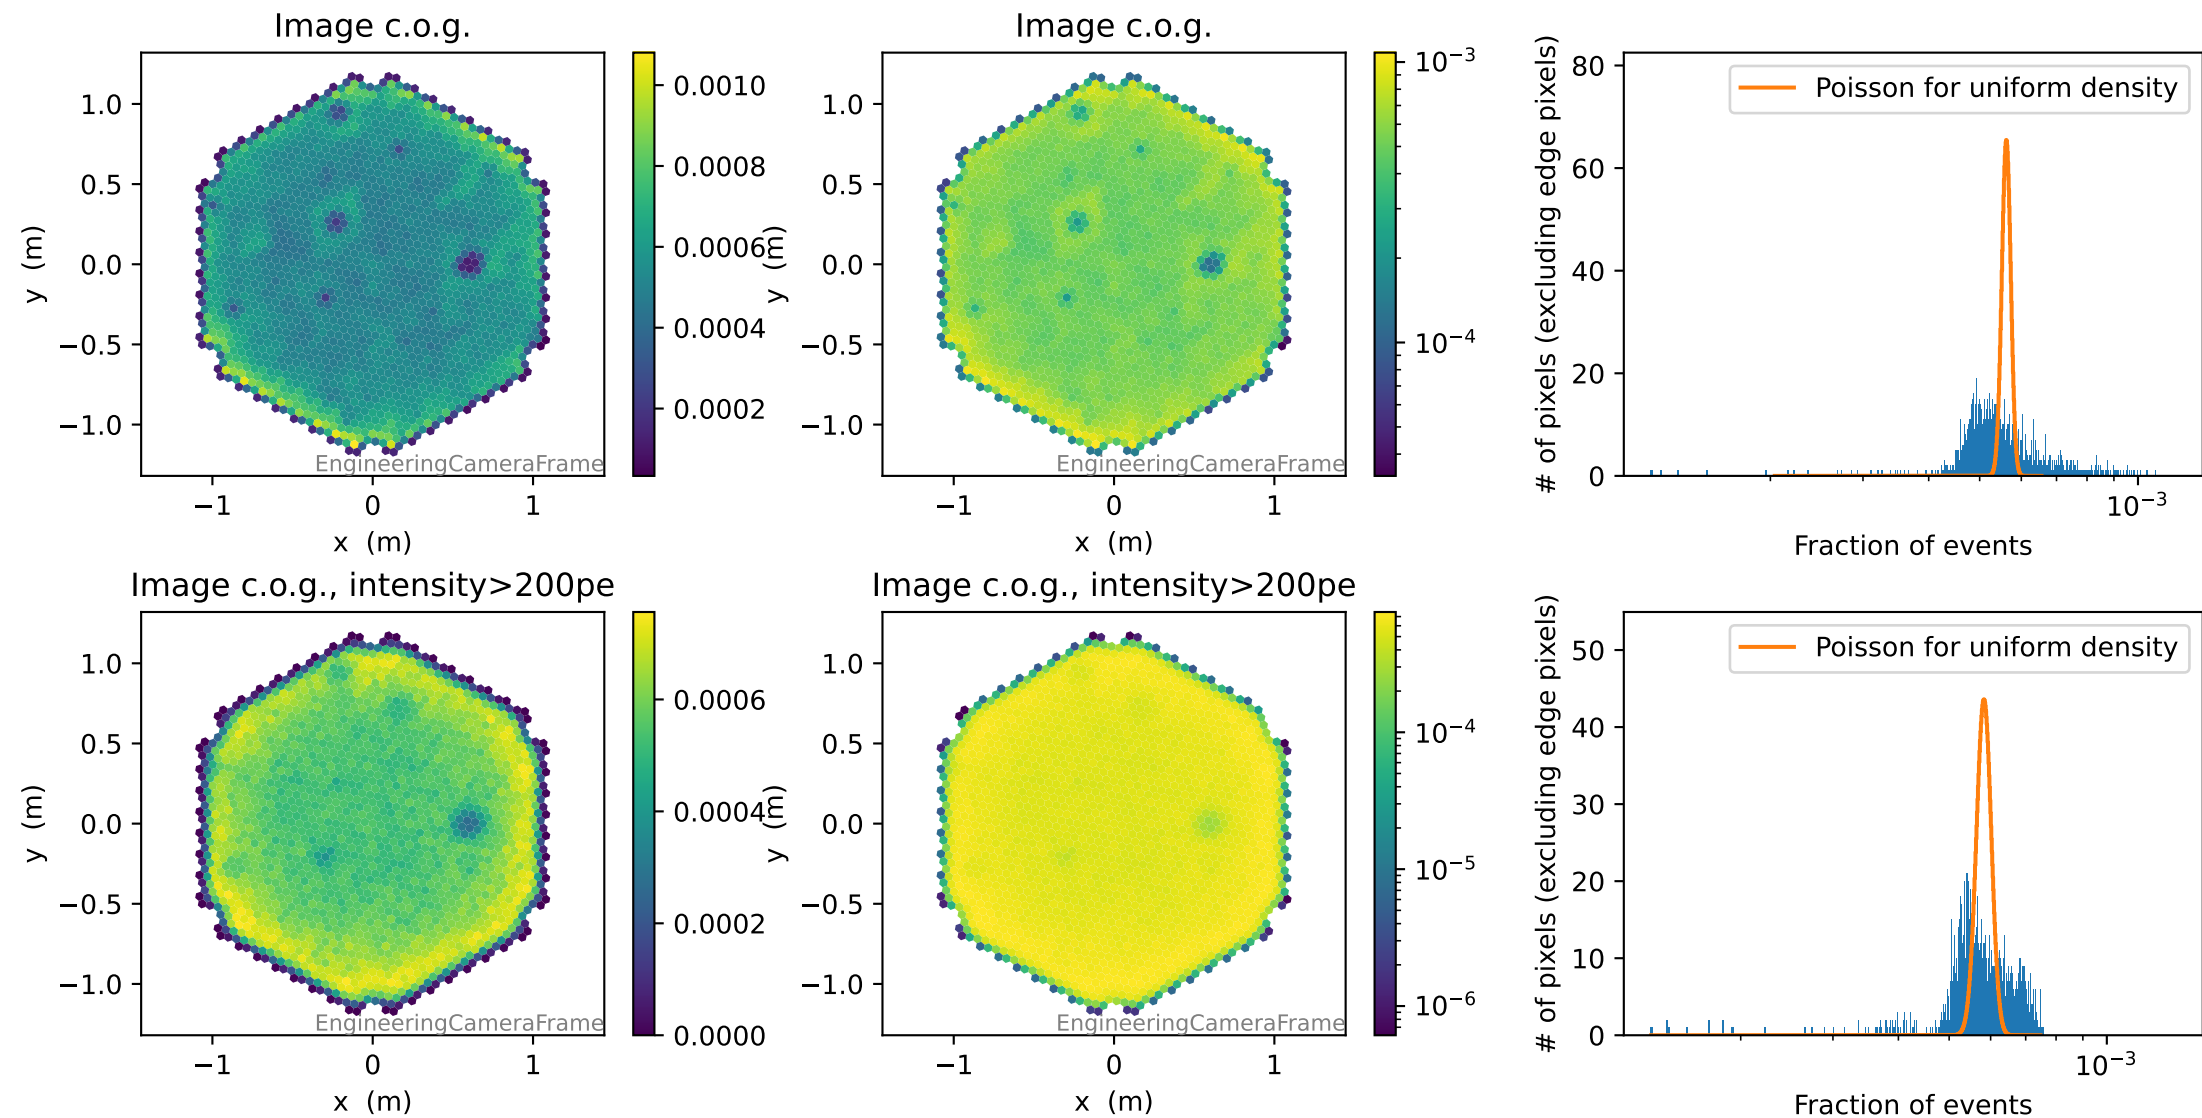 Image c.o.g.
1.0
0.5
0.0
−0.5
−1.0
y (m)
−1
0
1
x (m)
EngineeringCameraFrame
0.0010
0.0008
0.0006
0.0004
0.0002
Image c.o.g.
1.0
0.5
0.0
−0.5
−1.0
y (m)
−1
0
1
x (m)
EngineeringCameraFrame
10⁻³
10⁻⁴
Poisson for uniform density
80
60
40
20
0
# of pixels (excluding edge pixels)
10⁻³
Fraction of events
Image c.o.g., intensity>200pe
1.0
0.5
0.0
−0.5
−1.0
y (m)
−1
0
1
x (m)
EngineeringCameraFrame
0.0006
0.0004
0.0002
0.0000
Image c.o.g., intensity>200pe
1.0
0.5
0.0
−0.5
−1.0
y (m)
−1
0
1
x (m)
EngineeringCameraFrame
10⁻⁴
10⁻⁵
10⁻⁶
Poisson for uniform density
50
40
30
20
10
0
# of pixels (excluding edge pixels)
10⁻³
Fraction of events